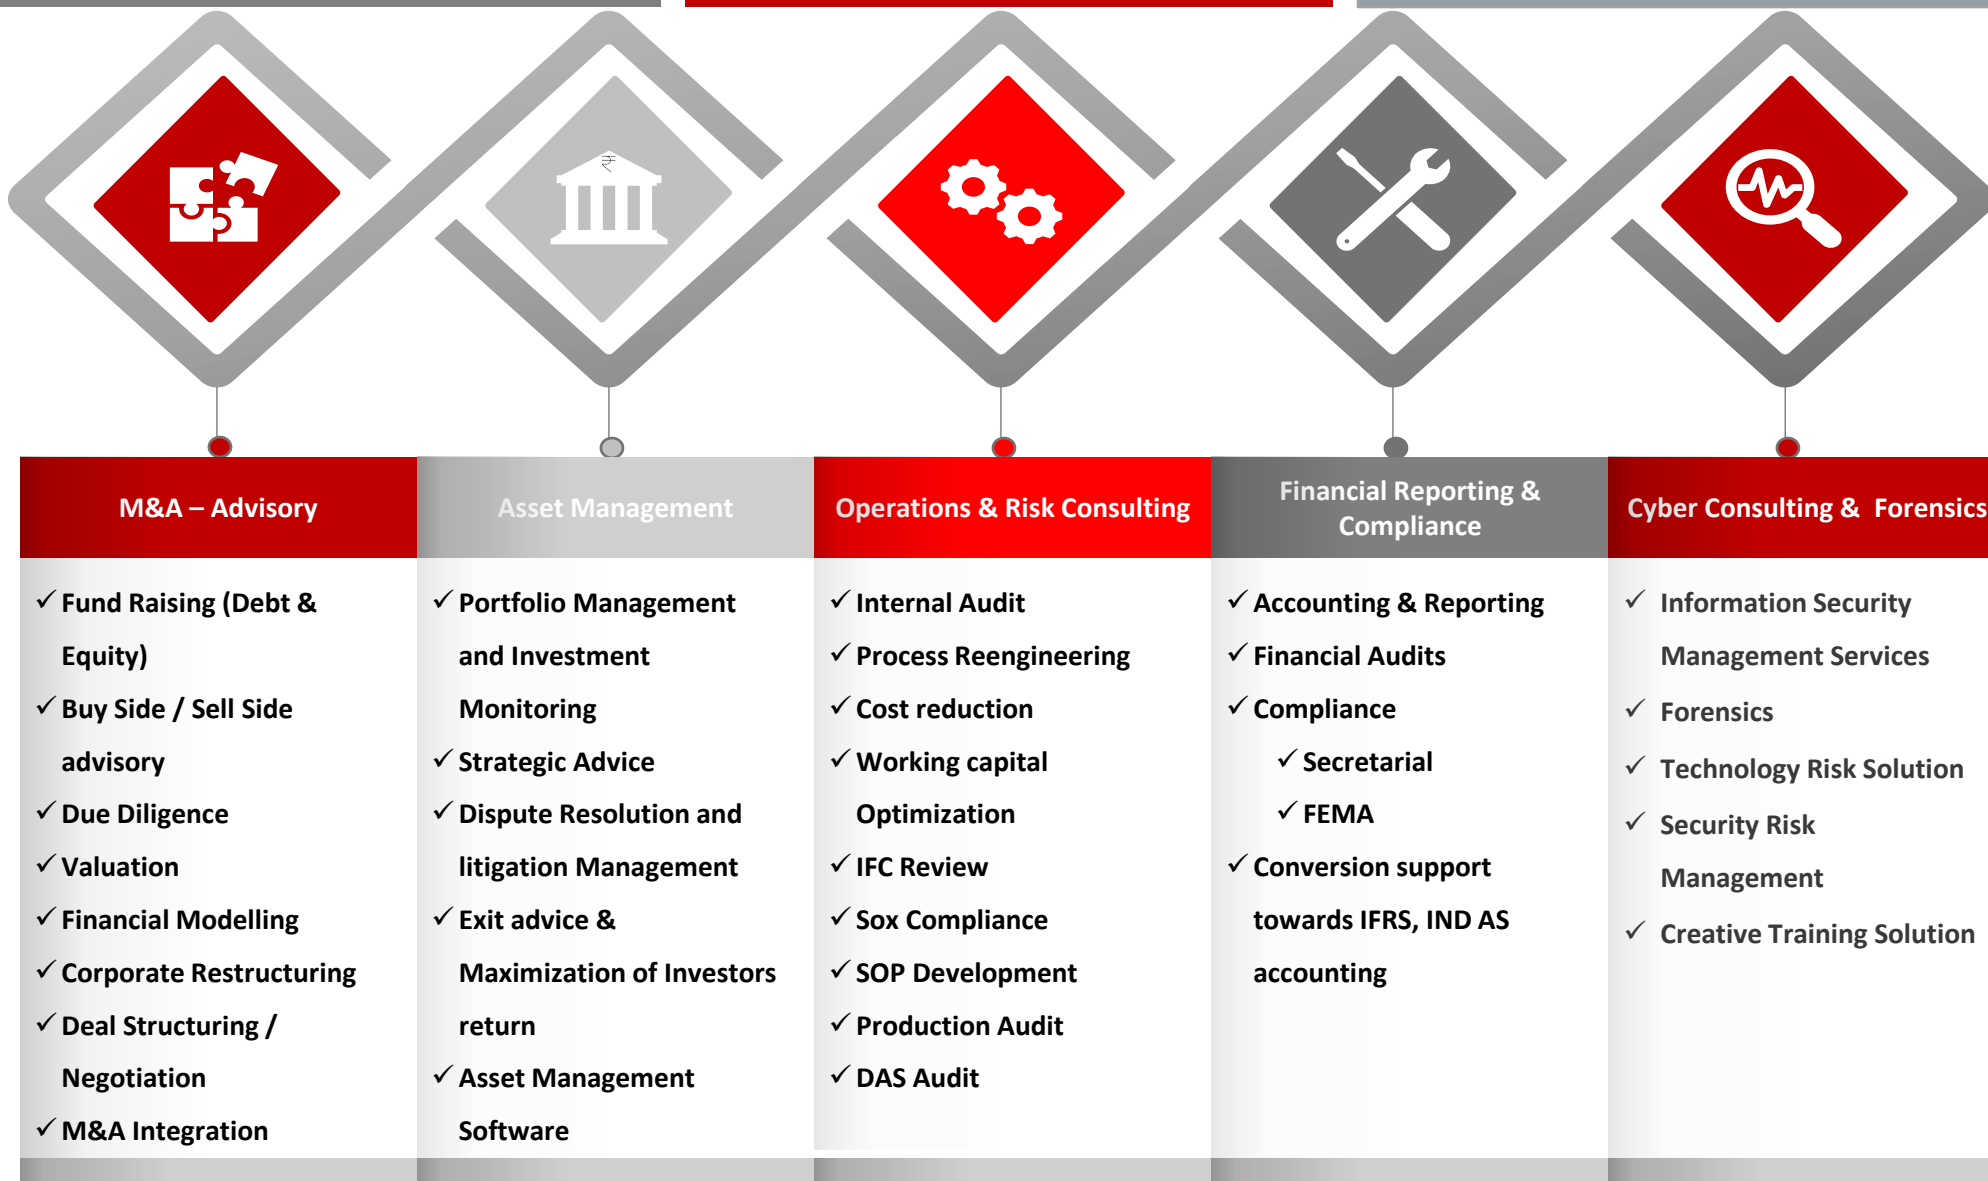 ₹
M&A – Advisory
Fund Raising (Debt &
Equity)
Buy Side / Sell Side
advisory
Due Diligence
Valuation
Financial Modelling
Corporate Restructuring
Deal Structuring /
Negotiation
M&A Integration
Asset Management
Portfolio Management
and Investment
Monitoring
Strategic Advice
Dispute Resolution and
litigation Management
Exit advice &
Maximization of Investors
return
Asset Management
Software
Operations & Risk Consulting
Internal Audit
Process Reengineering
Cost reduction
Working capital
Optimization
IFC Review
Sox Compliance
SOP Development
Production Audit
DAS Audit
Financial Reporting &
Compliance
Accounting & Reporting
Financial Audits
Compliance
Secretarial
FEMA
Conversion support
towards IFRS, IND AS
accounting
Cyber Consulting & Forensics
Information Security
Management Services
Forensics
Technology Risk Solution
Security Risk
Management
Creative Training Solution